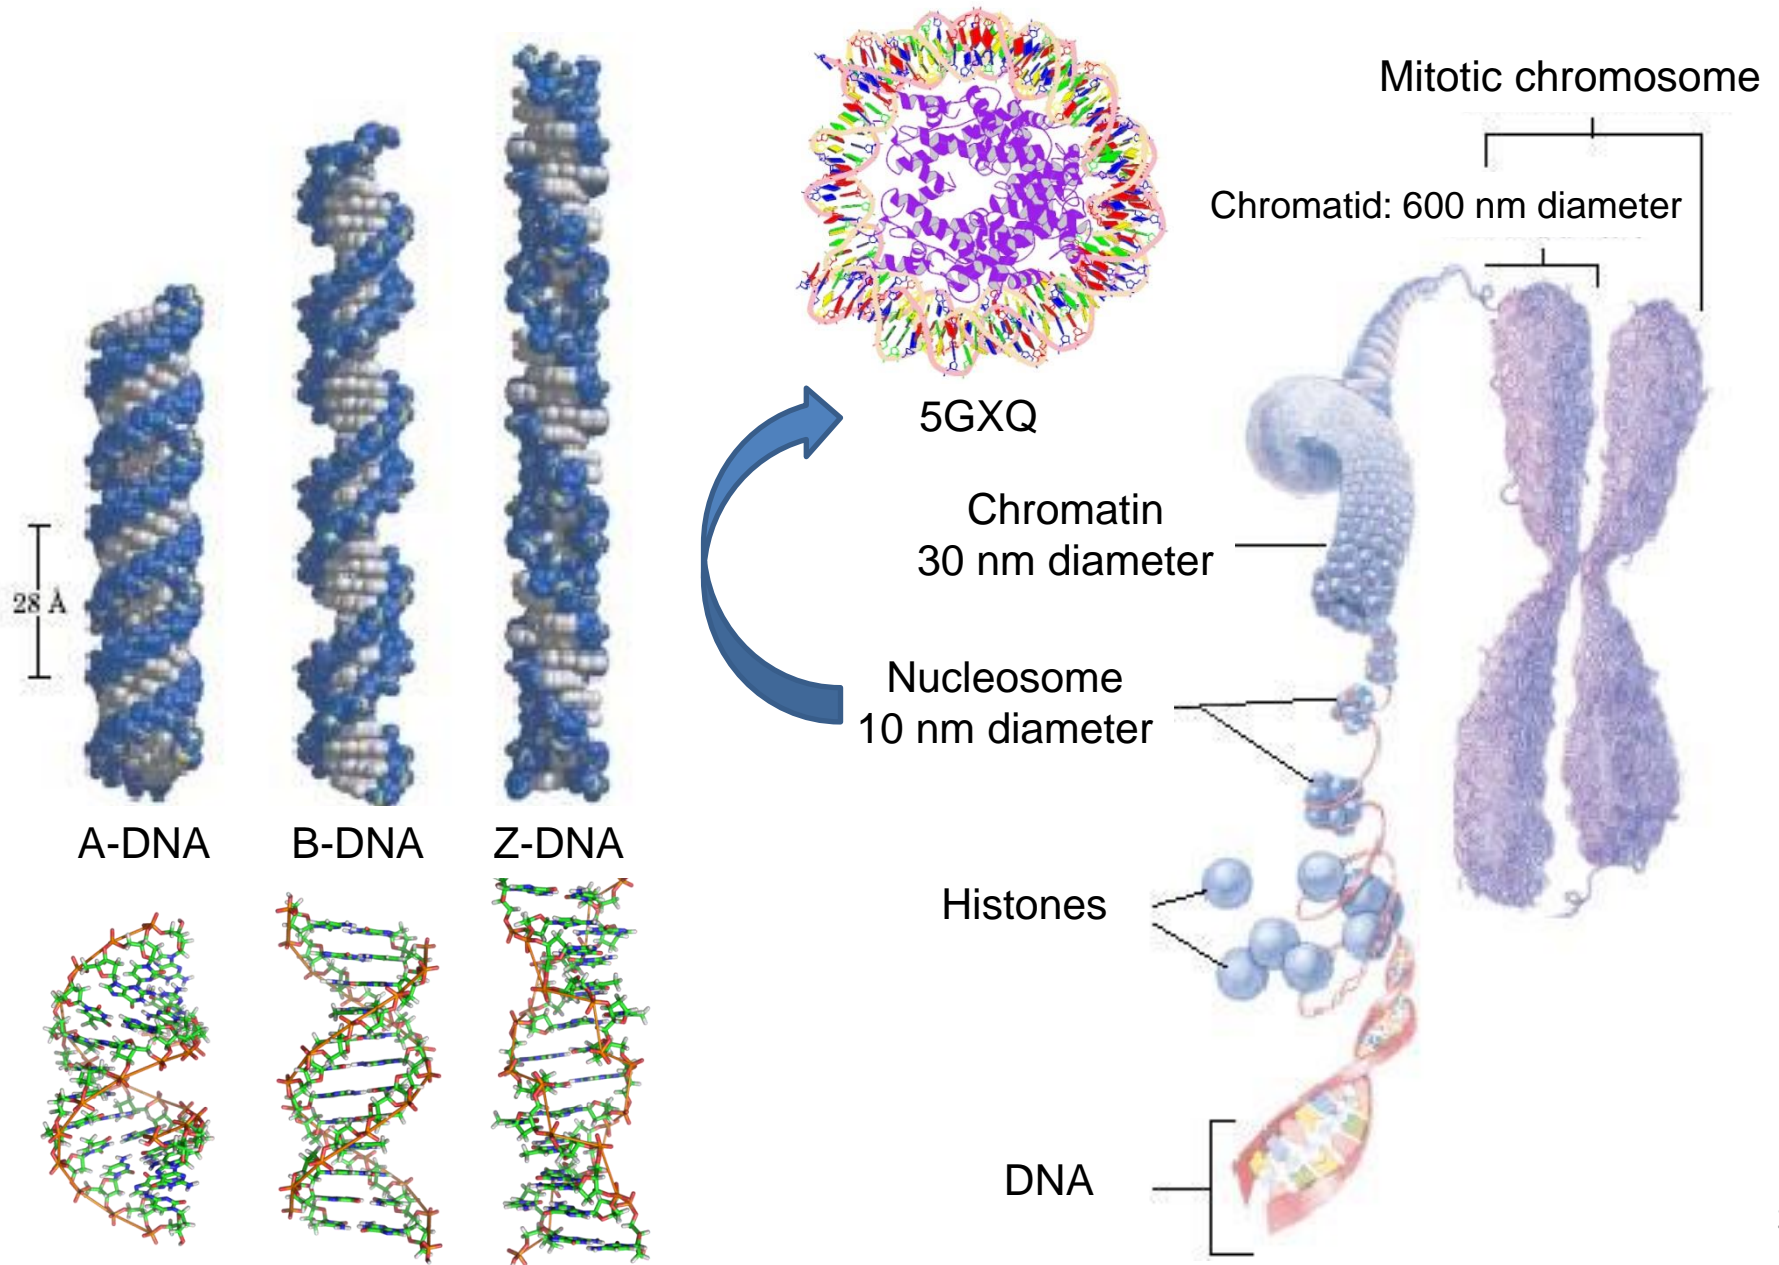 Mitotic chromosome
Chromatid: 600 nm diameter
5GXQ
Chromatin
30 nm diameter
28 Å
Nucleosome
10 nm diameter
A-DNA
B-DNA
Z-DNA
Histones
DNA